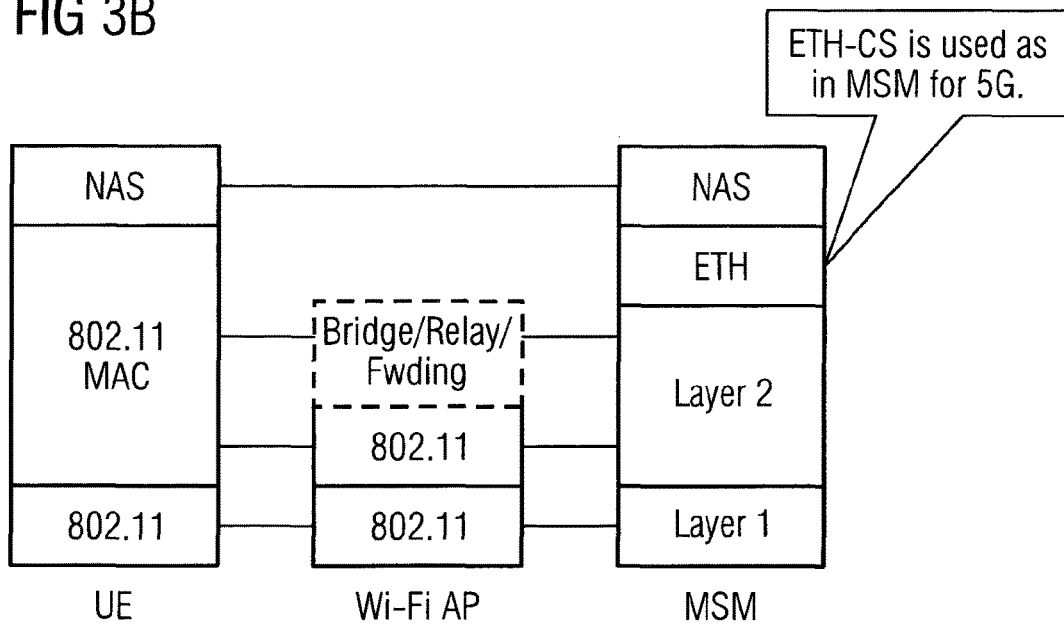 FIG 3B
ETH-CS is used as
in MSM for 5G.
NAS
NAS
ETH
802.11
MAC
Bridge/Relay/
Fwding
Layer 2
802.11
802.11
802.11
Layer 1
UE
Wi-Fi AP
MSM